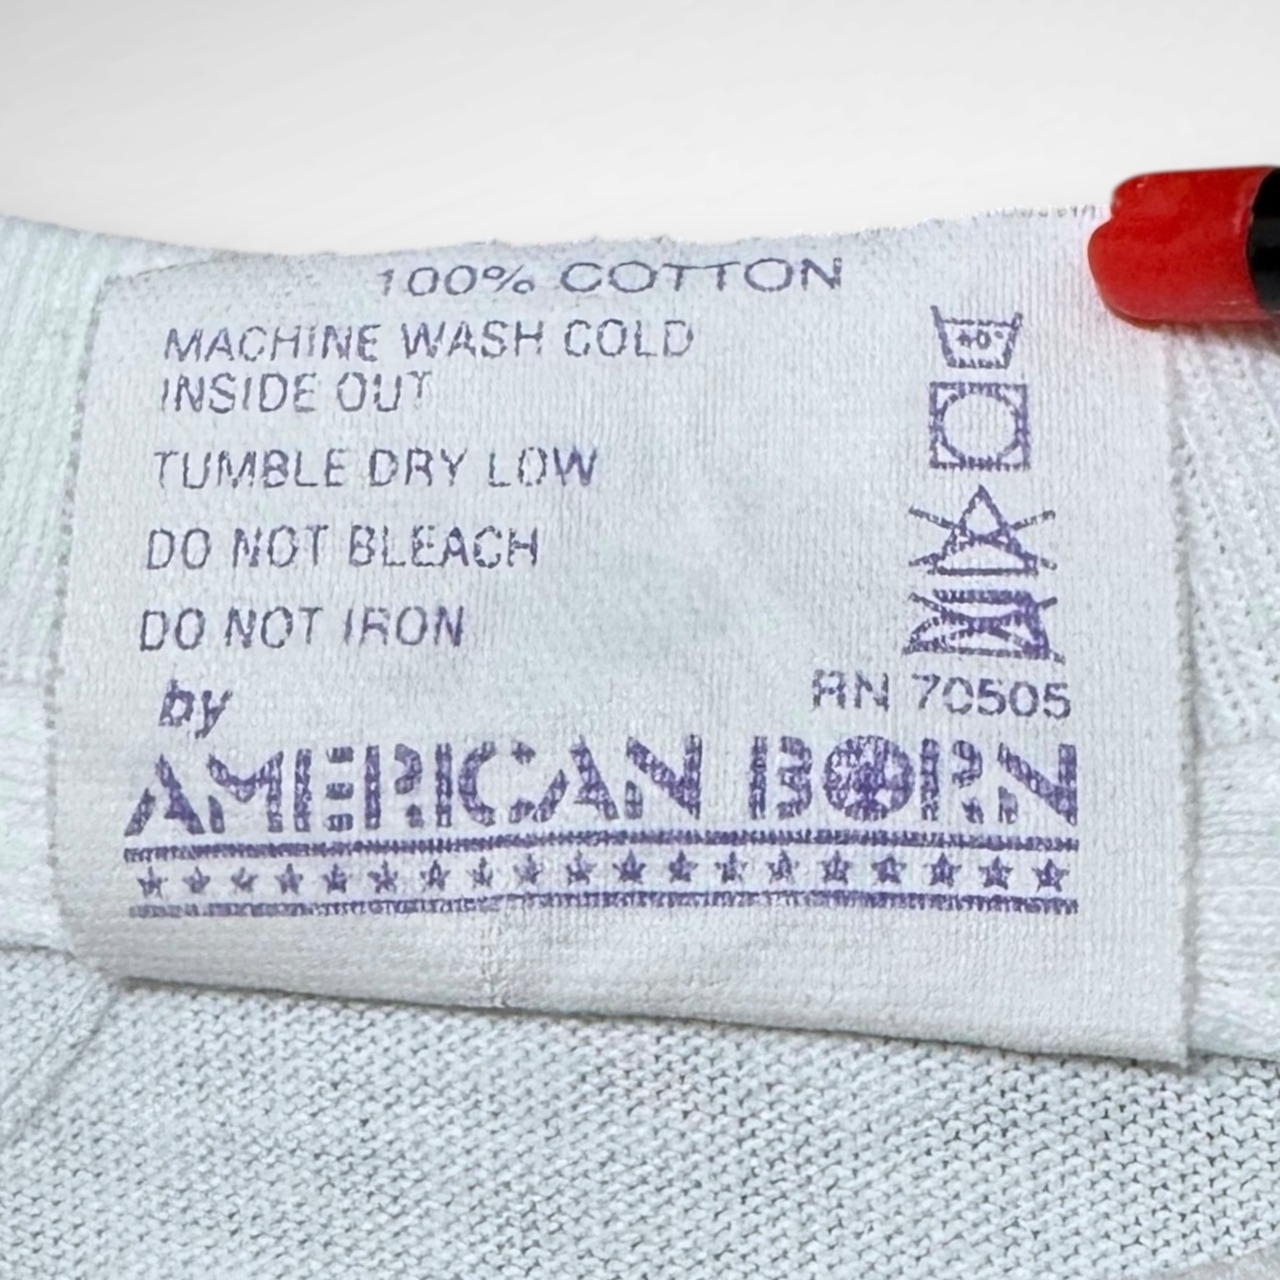 100% COTTON
MACHINE WASH COLD
INSIDE OUT
TUMBLE DRY LOW
DO NOT BLEACH
DO NOT IRON
by
RN 70505
AMERICAN BORN